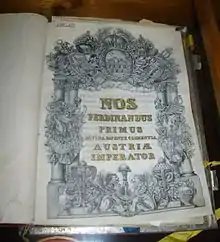 NOS
FERDINANDUS
PRIMUS
DIVINA FAVENTE CLEMENTIA
AUSTRIÆ
IMPERATOR